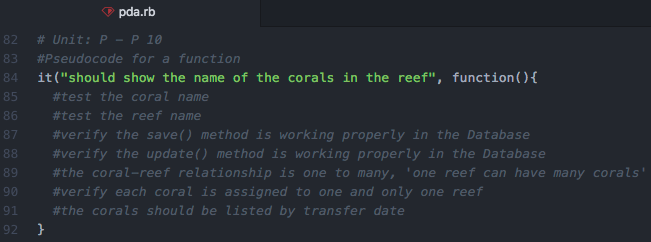 pda.rb
82 # Unit: P - P 10
83 #Pseudocode for a function
84 it("should show the name of the corals in the reef", function(){
85 #test the coral name
86 #test the reef name
87 #verify the save() method is working properly in the Database
88 #verify the update() method is working properly in the Database
89 #the coral-reef relationship is one to many, 'one reef can have many corals'
90 #verify each coral is assigned to one and only one reef
91 #the corals should be listed by transfer date
92 }